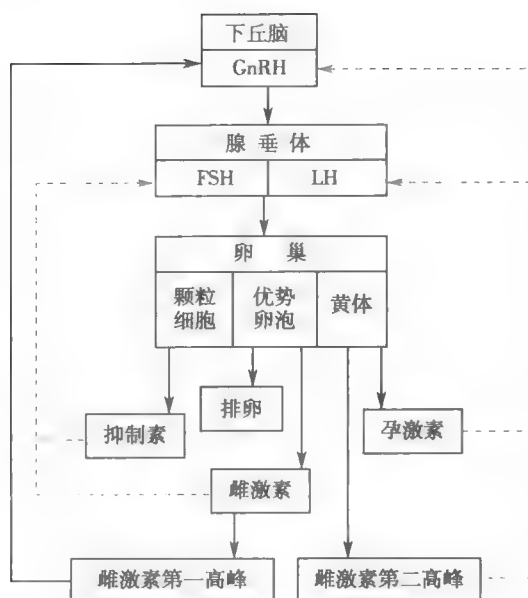 下丘脑
GnRH
腺垂体
FSH
LH
卵巢
颗粒
细胞
优势
卵泡
黄体
排卵
抑制素
孕激素
雌激素
雌激素第一高峰
雌激素第二高峰